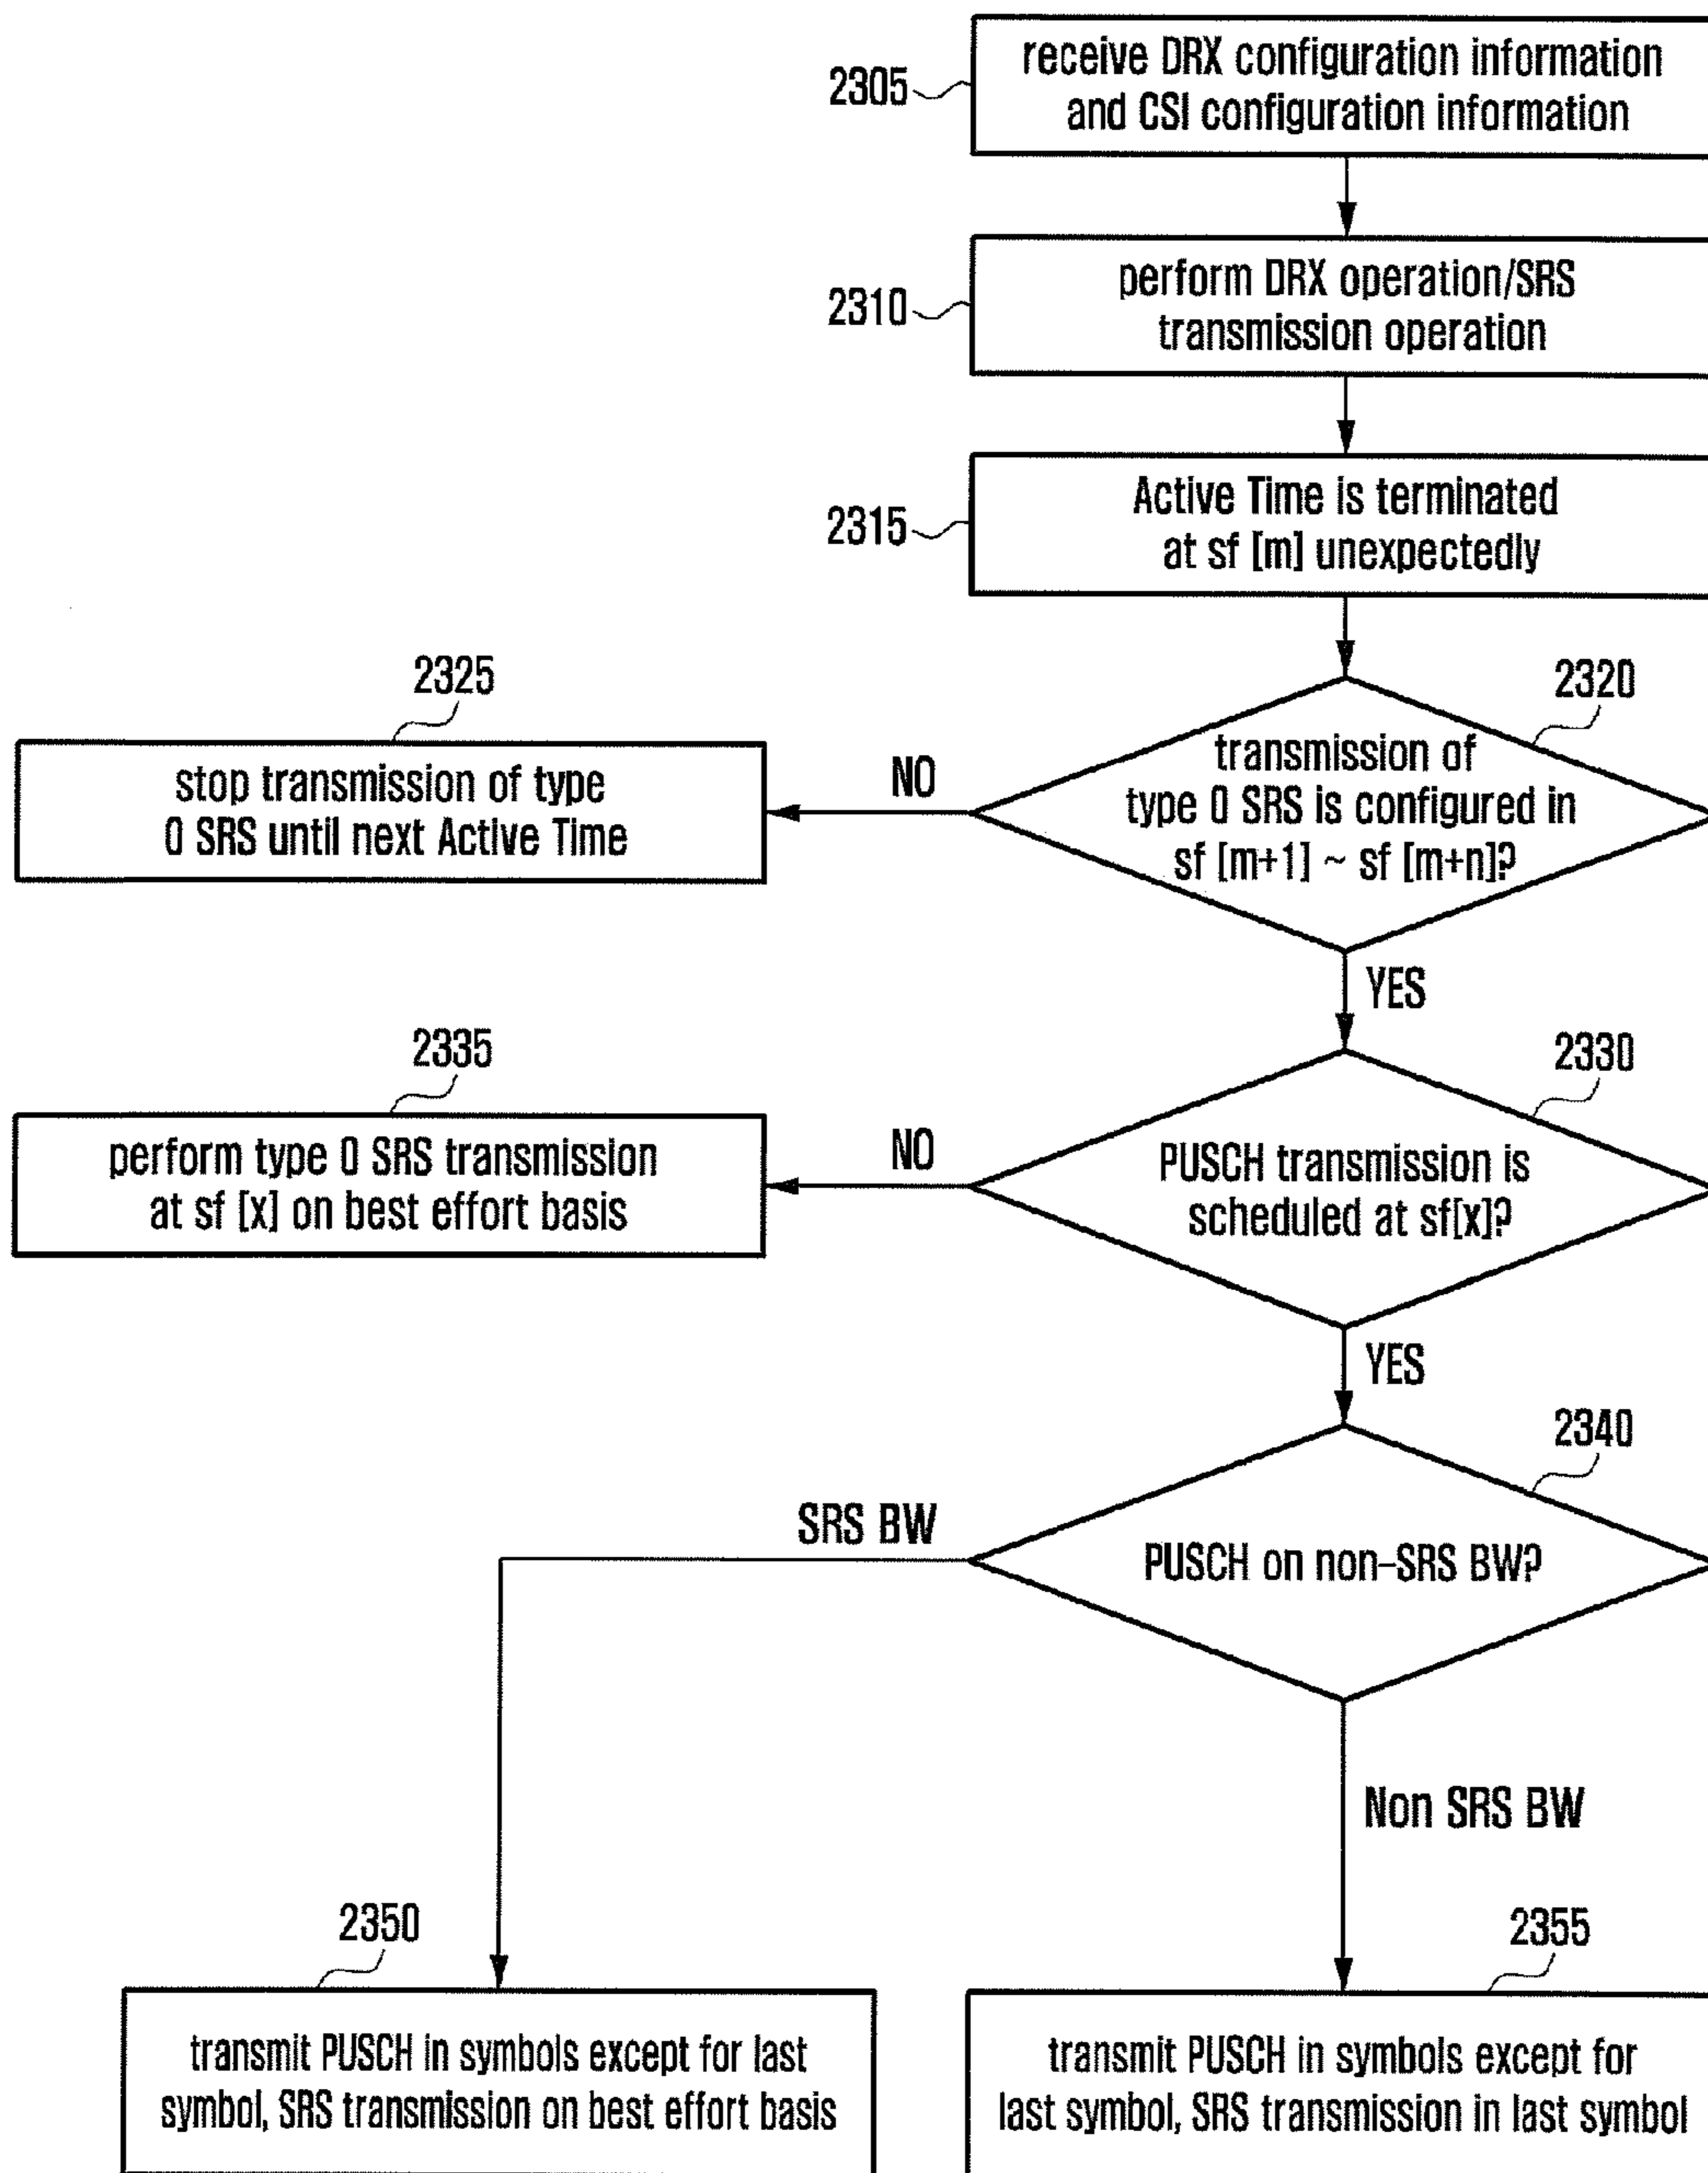 receive DRX configuration information
and CSI configuration information
2305
perform DRX operation/SRS
transmission operation
2310
Active Time is terminated
at sf [m] unexpectedly
2315
2320
transmission of
type 0 SRS is configured in
sf [m+1] ~ sf [m+n]?
NO
2325
stop transmission of type
0 SRS until next Active Time
YES
2330
PUSCH transmission is
scheduled at sf[x]?
NO
2335
perform type 0 SRS transmission
at sf [x] on best effort basis
YES
2340
PUSCH on non-SRS BW?
SRS BW
Non SRS BW
2350
transmit PUSCH in symbols except for last
symbol, SRS transmission on best effort basis
2355
transmit PUSCH in symbols except for
last symbol, SRS transmission in last symbol